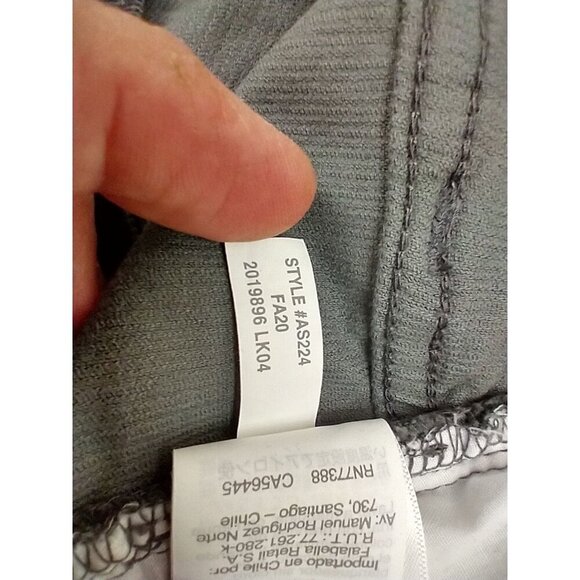 STYLE #AS224
FA20
2019896 LK04
Importado en Chile por:
Falabella Retail S.A.
R.U.T.: 77.261.280-k
Av: Manuel Rodriguez Norte
730, Santiago – Chile
RN77388 CA56445